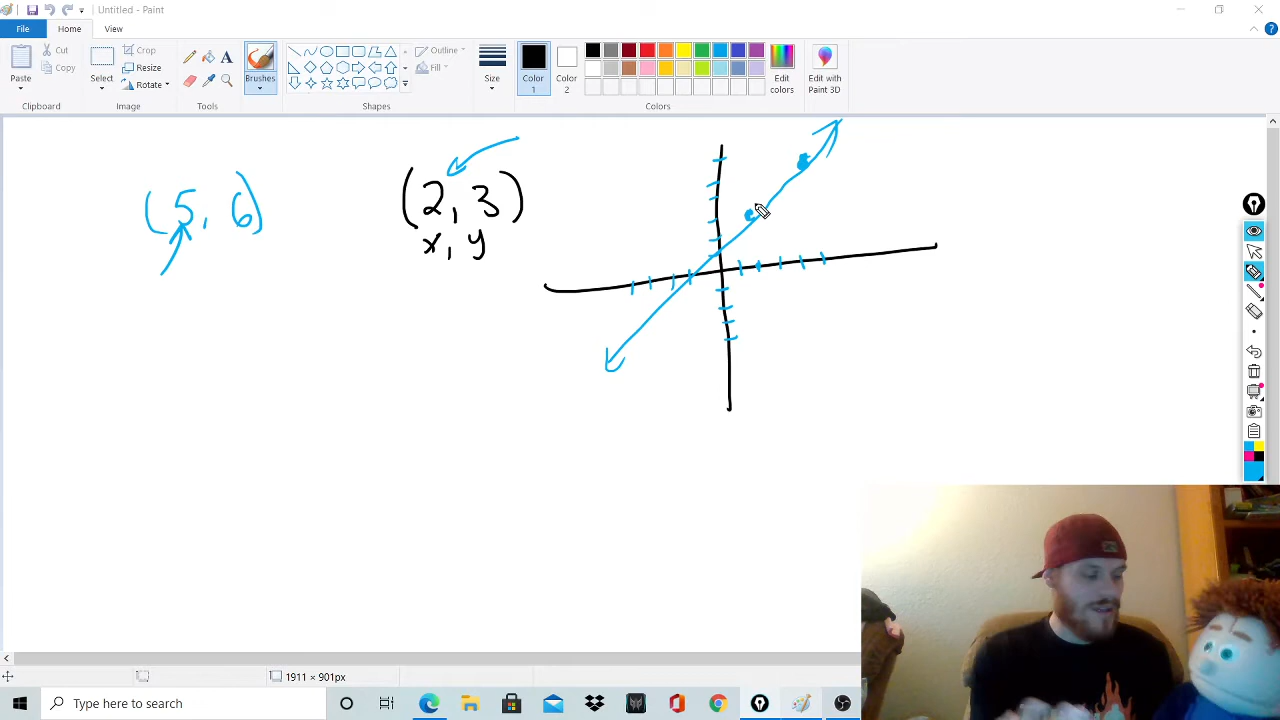 Untitled - Paint
File
Home
View
Paste
Cut
Copy
Clipboard
Select
Crop
Resize
Rotate
Image
A
Tools
Brushes
Outline
Fill
Shapes
Size
Color
1
Color
2
Colors
Edit
colors
Edit with
Paint 3D
(5, 6)
(2, 3)
x, y
1911 × 901px
Type here to search